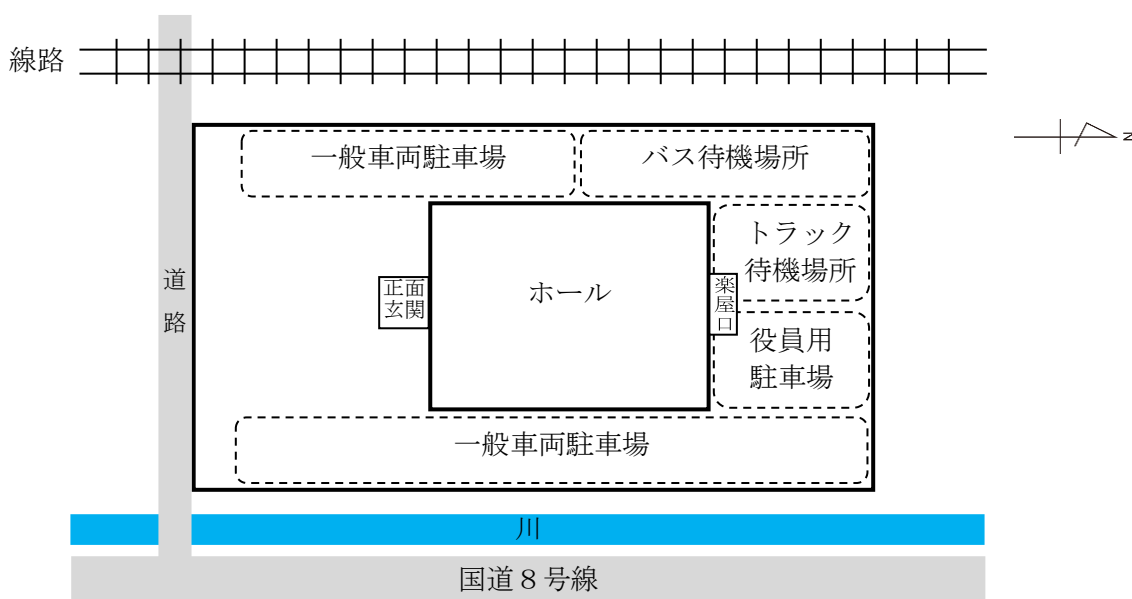 線路
一般車両駐車場
バス待機場所
N
トラック
待機場所
道路
正面
玄関
ホール
楽屋口
役員用
駐車場
一般車両駐車場
川
国道８号線